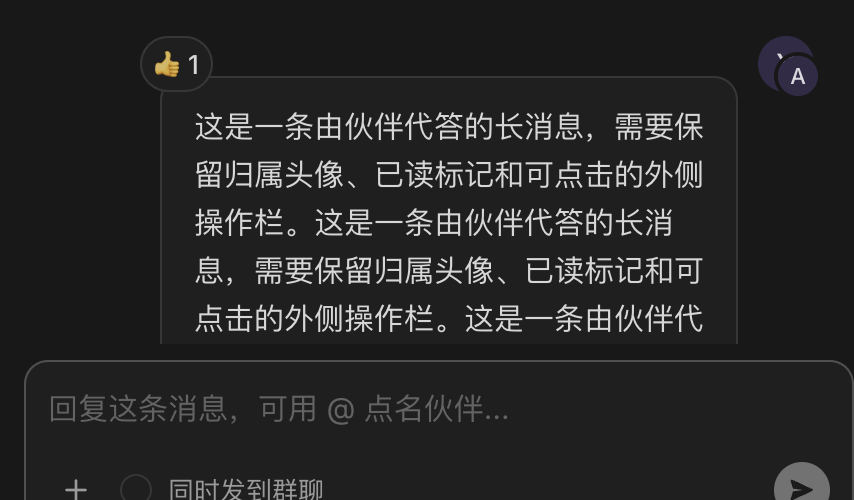 👍 1
A
这是一条由伙伴代答的长消息，需要保
留归属头像、已读标记和可点击的外侧
操作栏。这是一条由伙伴代答的长消
息，需要保留归属头像、已读标记和可
点击的外侧操作栏。这是一条由伙伴代
回复这条消息，可用 @ 点名伙伴...
同时发到群聊